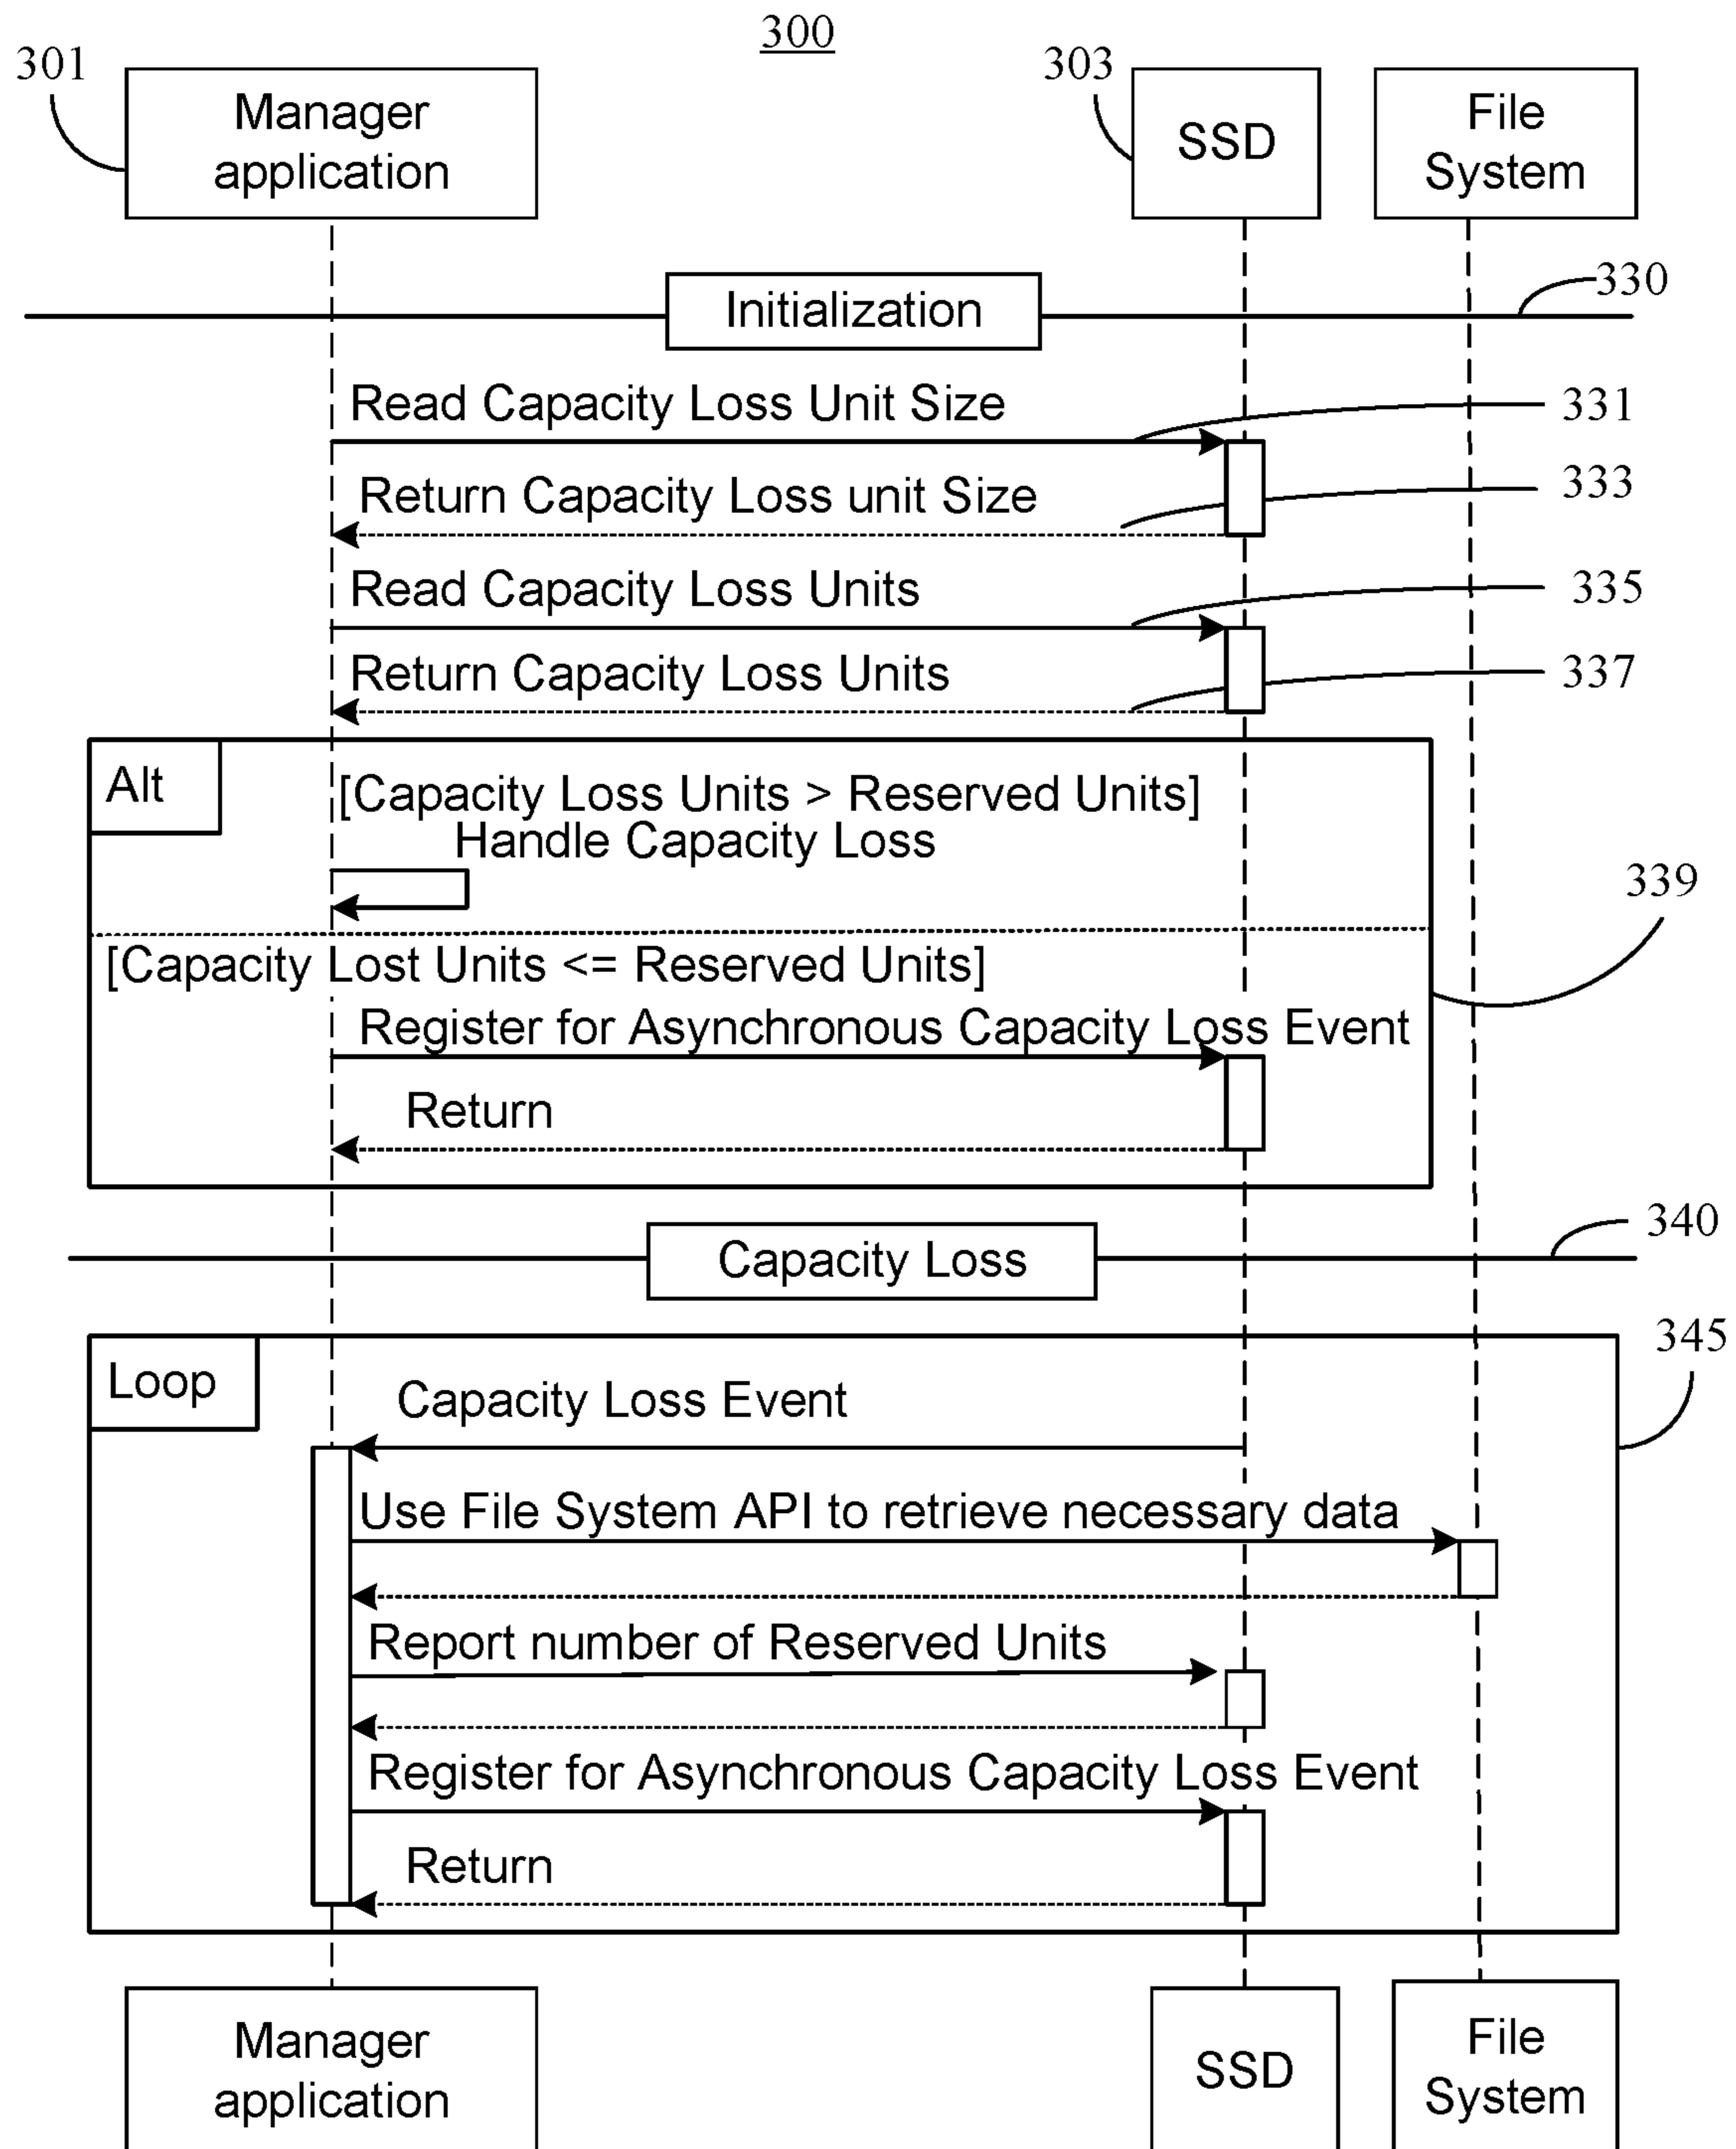 300
301
303
Manager
application
SSD
File
System
330
Initialization
Read Capacity Loss Unit Size
331
Return Capacity Loss unit Size
333
Read Capacity Loss Units
335
Return Capacity Loss Units
337
Alt
[Capacity Loss Units > Reserved Units]
Handle Capacity Loss
339
[Capacity Lost Units <= Reserved Units]
Register for Asynchronous Capacity Loss Event
Return
340
Capacity Loss
345
Loop
Capacity Loss Event
Use File System API to retrieve necessary data
Report number of Reserved Units
Register for Asynchronous Capacity Loss Event
Return
Manager
application
SSD
File
System